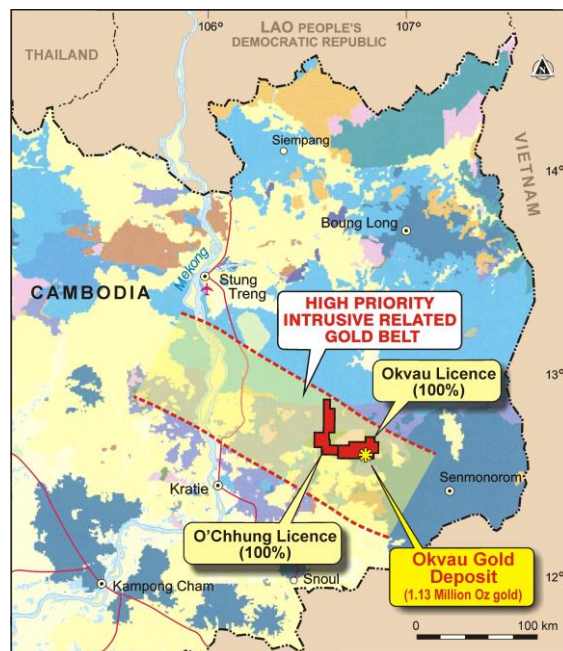 LAO PEOPLE'S
DEMOCRATIC REPUBLIC
106°
107°
THAILAND
N
VIETNAM
Siempang
14°
Boung Long
Mekong
Stung
Treng
CAMBODIA
HIGH PRIORITY
INTRUSIVE RELATED
GOLD BELT
13°
Okvau Licence
(100%)
Senmonorom
Kratie
O'Chhung Licence
(100%)
Okvau Gold
Deposit
(1.13 Million Oz gold)
Snoul
12°
Kampong Cham
0 100 km